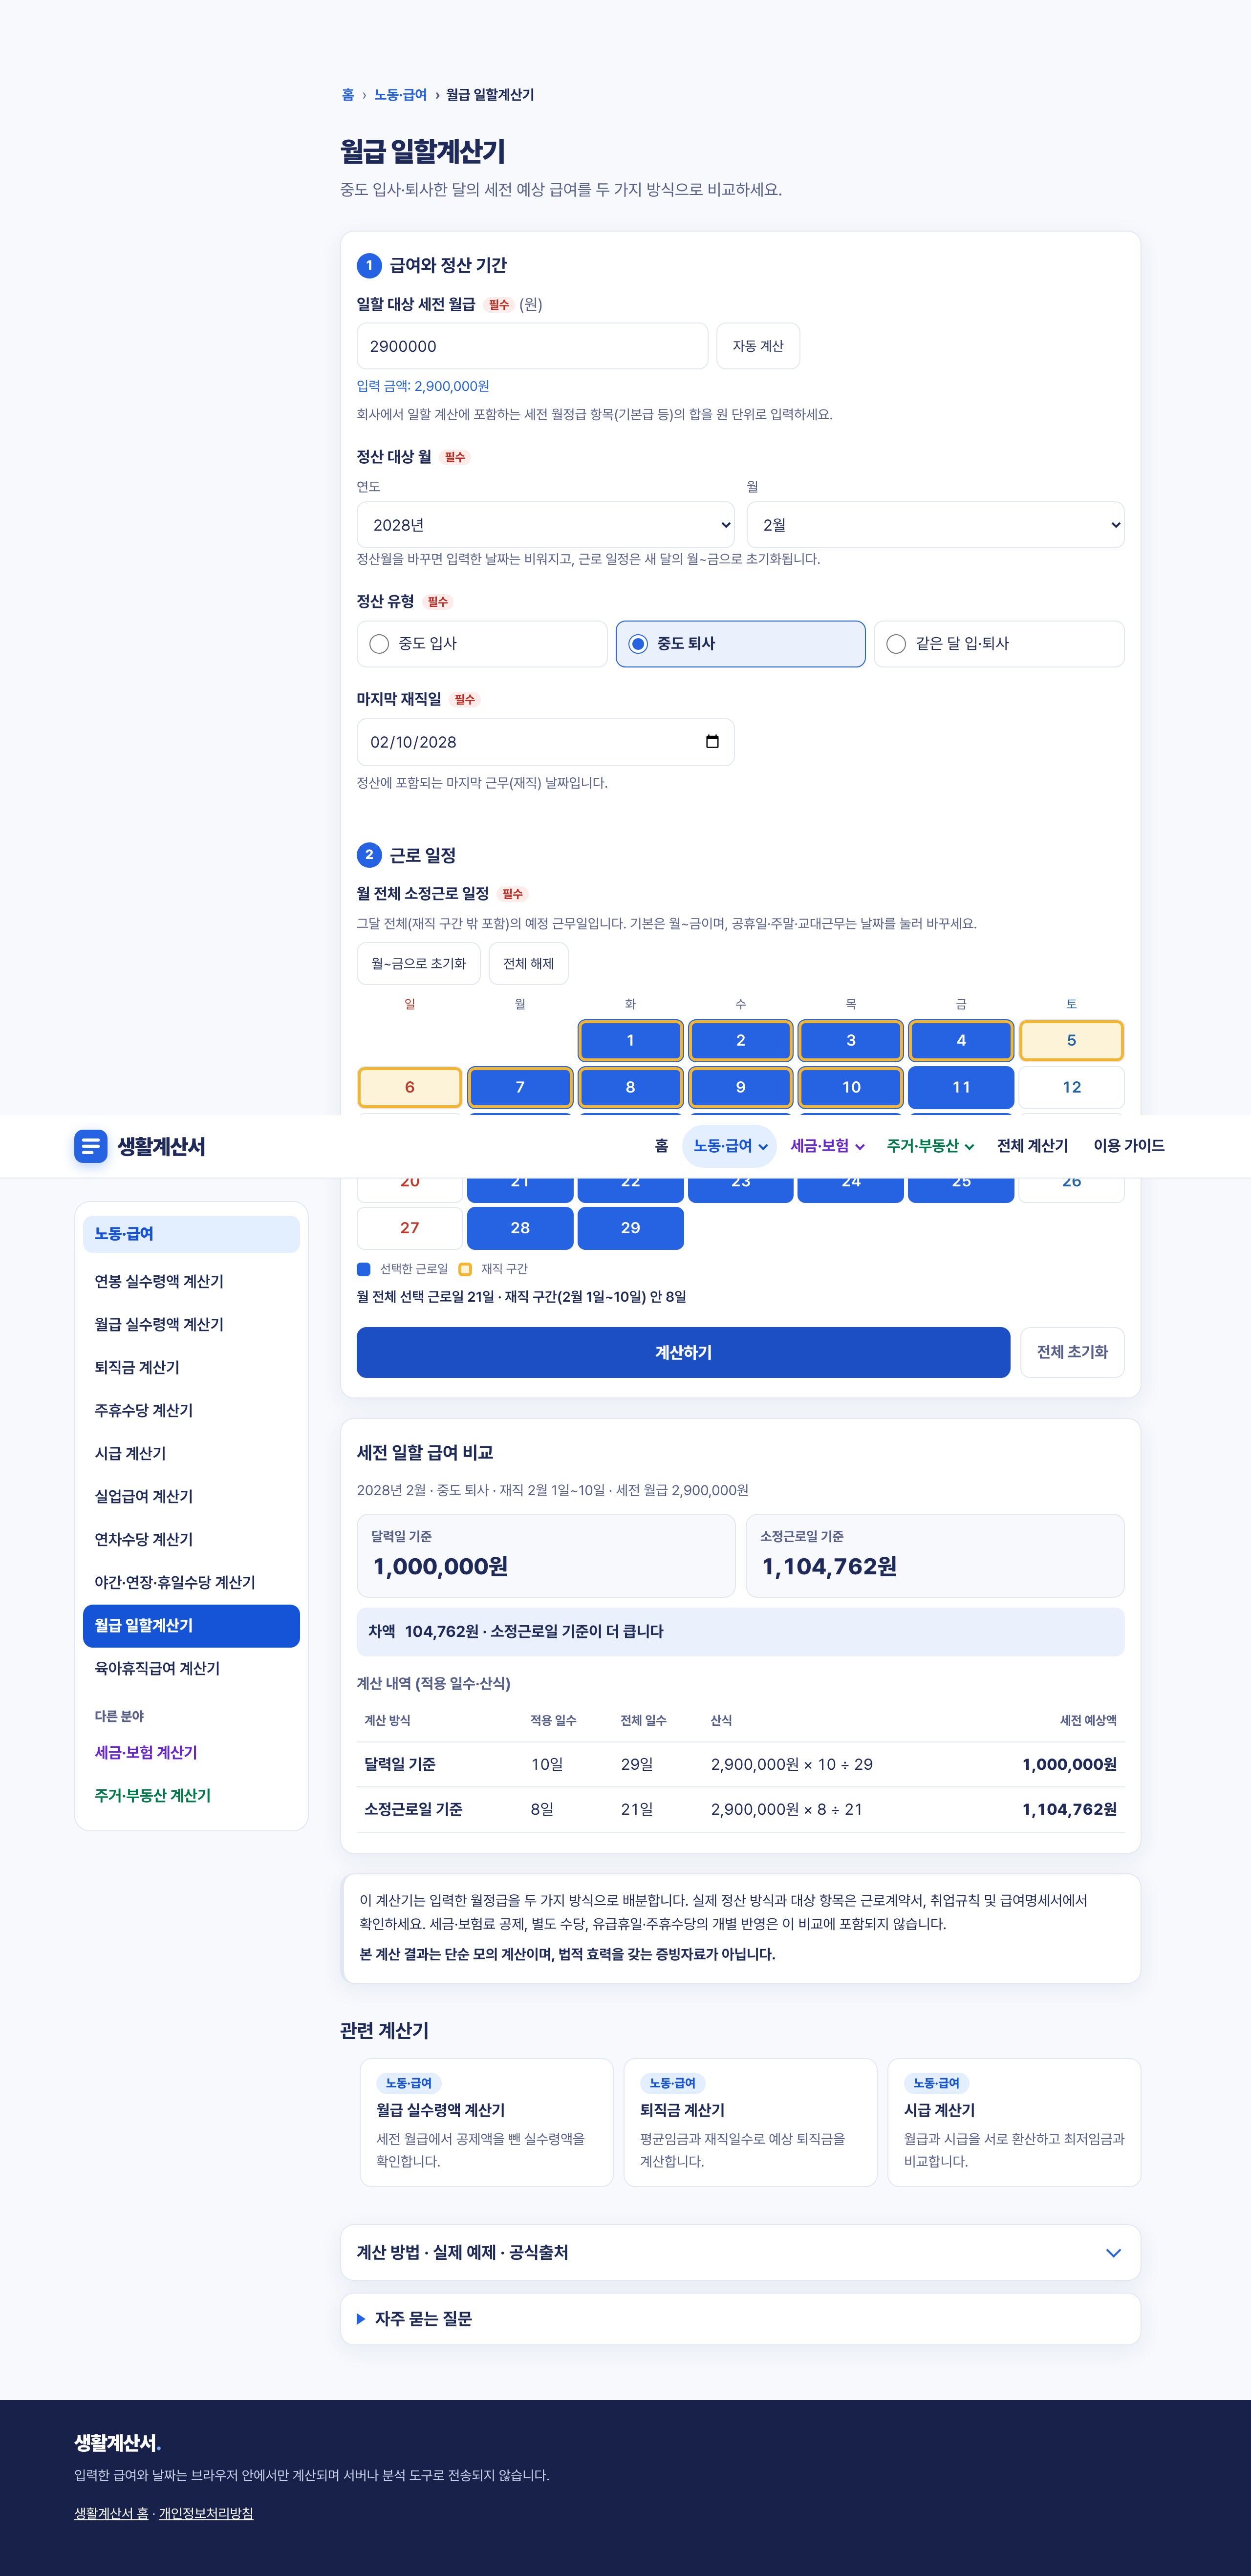 홈 › 노동·급여 › 월급 일할계산기
월급 일할계산기
중도 입사·퇴사한 달의 세전 예상 급여를 두 가지 방식으로 비교하세요.
1 급여와 정산 기간
일할 대상 세전 월급 필수 (원)
2900000 자동 계산
입력 금액: 2,900,000원
회사에서 일할 계산에 포함하는 세전 월정급 항목(기본급 등)의 합을 원 단위로 입력하세요.
정산 대상 월 필수
연도 월
2028년 2월
정산월을 바꾸면 입력한 날짜는 비워지고, 근로 일정은 새 달의 월~금으로 초기화됩니다.
정산 유형 필수
중도 입사 중도 퇴사 같은 달 입·퇴사
마지막 재직일 필수
02/10/2028
정산에 포함되는 마지막 근무(재직) 날짜입니다.
2 근로 일정
월 전체 소정근로 일정 필수
그달 전체(재직 구간 밖 포함)의 예정 근무일입니다. 기본은 월~금이며, 공휴일·주말·교대근무는 날짜를 눌러 바꾸세요.
월~금으로 초기화 전체 해제
일 월 화 수 목 금 토
1 2 3 4 5
6 7 8 9 10 11 12
생활계산서 홈 노동·급여 세금·보험 주거·부동산 전체 계산기 이용 가이드
20 21 22 23 24 25 26
27 28 29
선택한 근로일 재직 구간
월 전체 선택 근로일 21일 · 재직 구간(2월 1일~10일) 안 8일
계산하기 전체 초기화
노동·급여
연봉 실수령액 계산기
월급 실수령액 계산기
퇴직금 계산기
주휴수당 계산기
시급 계산기
실업급여 계산기
연차수당 계산기
야간·연장·휴일수당 계산기
월급 일할계산기
육아휴직급여 계산기
다른 분야
세금·보험 계산기
주거·부동산 계산기
세전 일할 급여 비교
2028년 2월 · 중도 퇴사 · 재직 2월 1일~10일 · 세전 월급 2,900,000원
달력일 기준 소정근로일 기준
1,000,000원 1,104,762원
차액 104,762원 · 소정근로일 기준이 더 큽니다
계산 내역 (적용 일수·산식)
계산 방식 적용 일수 전체 일수 산식 세전 예상액
달력일 기준 10일 29일 2,900,000원 × 10 ÷ 29 1,000,000원
소정근로일 기준 8일 21일 2,900,000원 × 8 ÷ 21 1,104,762원
이 계산기는 입력한 월정급을 두 가지 방식으로 배분합니다. 실제 정산 방식과 대상 항목은 근로계약서, 취업규칙 및 급여명세서에서
확인하세요. 세금·보험료 공제, 별도 수당, 유급휴일·주휴수당의 개별 반영은 이 비교에 포함되지 않습니다.
본 계산 결과는 단순 모의 계산이며, 법적 효력을 갖는 증빙자료가 아닙니다.
관련 계산기
노동·급여 노동·급여 노동·급여
월급 실수령액 계산기 퇴직금 계산기 시급 계산기
세전 월급에서 공제액을 뺀 실수령액을 평균임금과 재직일수로 예상 퇴직금을 월급과 시급을 서로 환산하고 최저임금과
확인합니다. 계산합니다. 비교합니다.
계산 방법 · 실제 예제 · 공식출처
자주 묻는 질문
생활계산서.
입력한 급여와 날짜는 브라우저 안에서만 계산되며 서버나 분석 도구로 전송되지 않습니다.
생활계산서 홈 · 개인정보처리방침